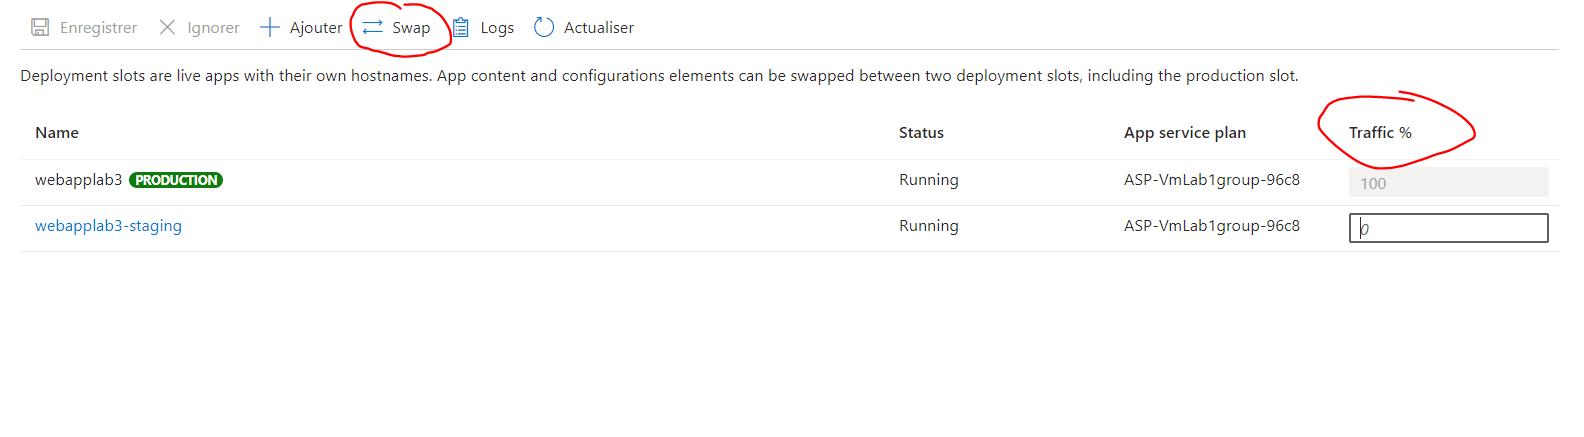 Enregistrer Ignorer Ajouter Swap Logs Actualiser
Deployment slots are live apps with their own hostnames. App content and configurations elements can be swapped between two deployment slots, including the production slot.
Name Status App service plan Traffic %
webapplab3 PRODUCTION Running ASP-VmLab1group-96c8 100
webapplab3-staging Running ASP-VmLab1group-96c8 0